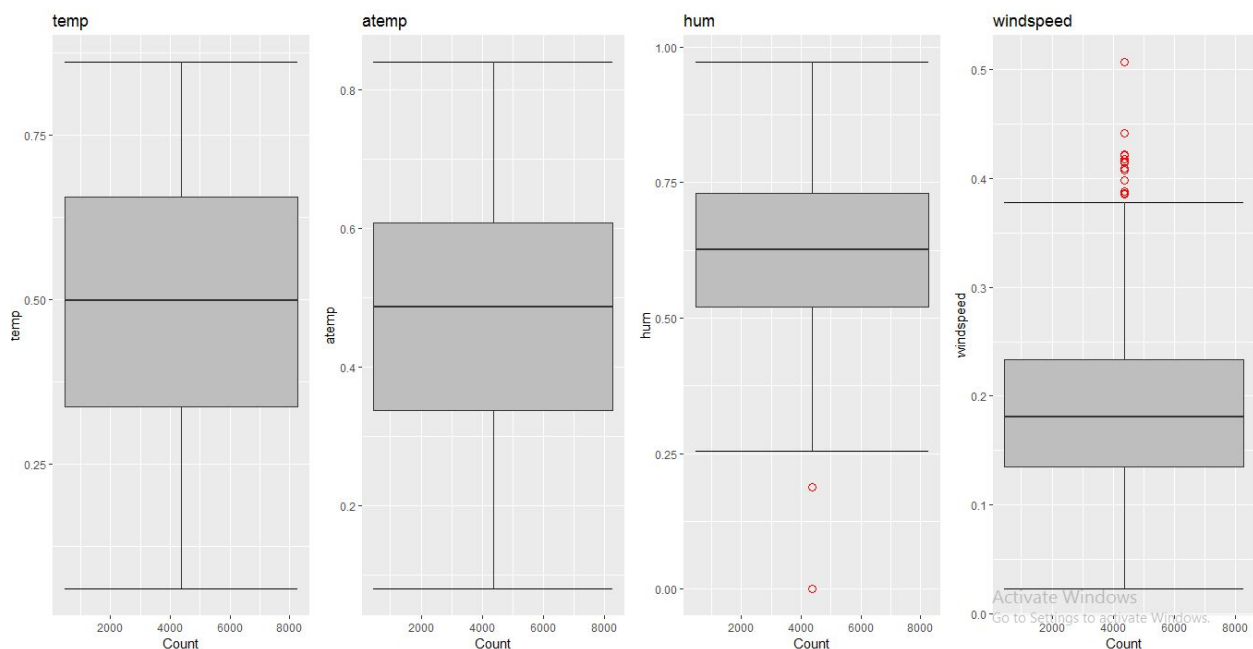 temp
atemp
hum
windspeed
temp
0.75
0.50
0.25
2000 4000 6000 8000
Count
atemp
0.8
0.6
0.4
0.2
2000 4000 6000 8000
Count
hum
1.00
0.75
0.50
0.25
0.00
2000 4000 6000 8000
Count
windspeed
0.5
0.4
0.3
0.2
0.1
0.0
2000 4000 6000 8000
Count
Activate Windows
Go to Settings to activate Windows.